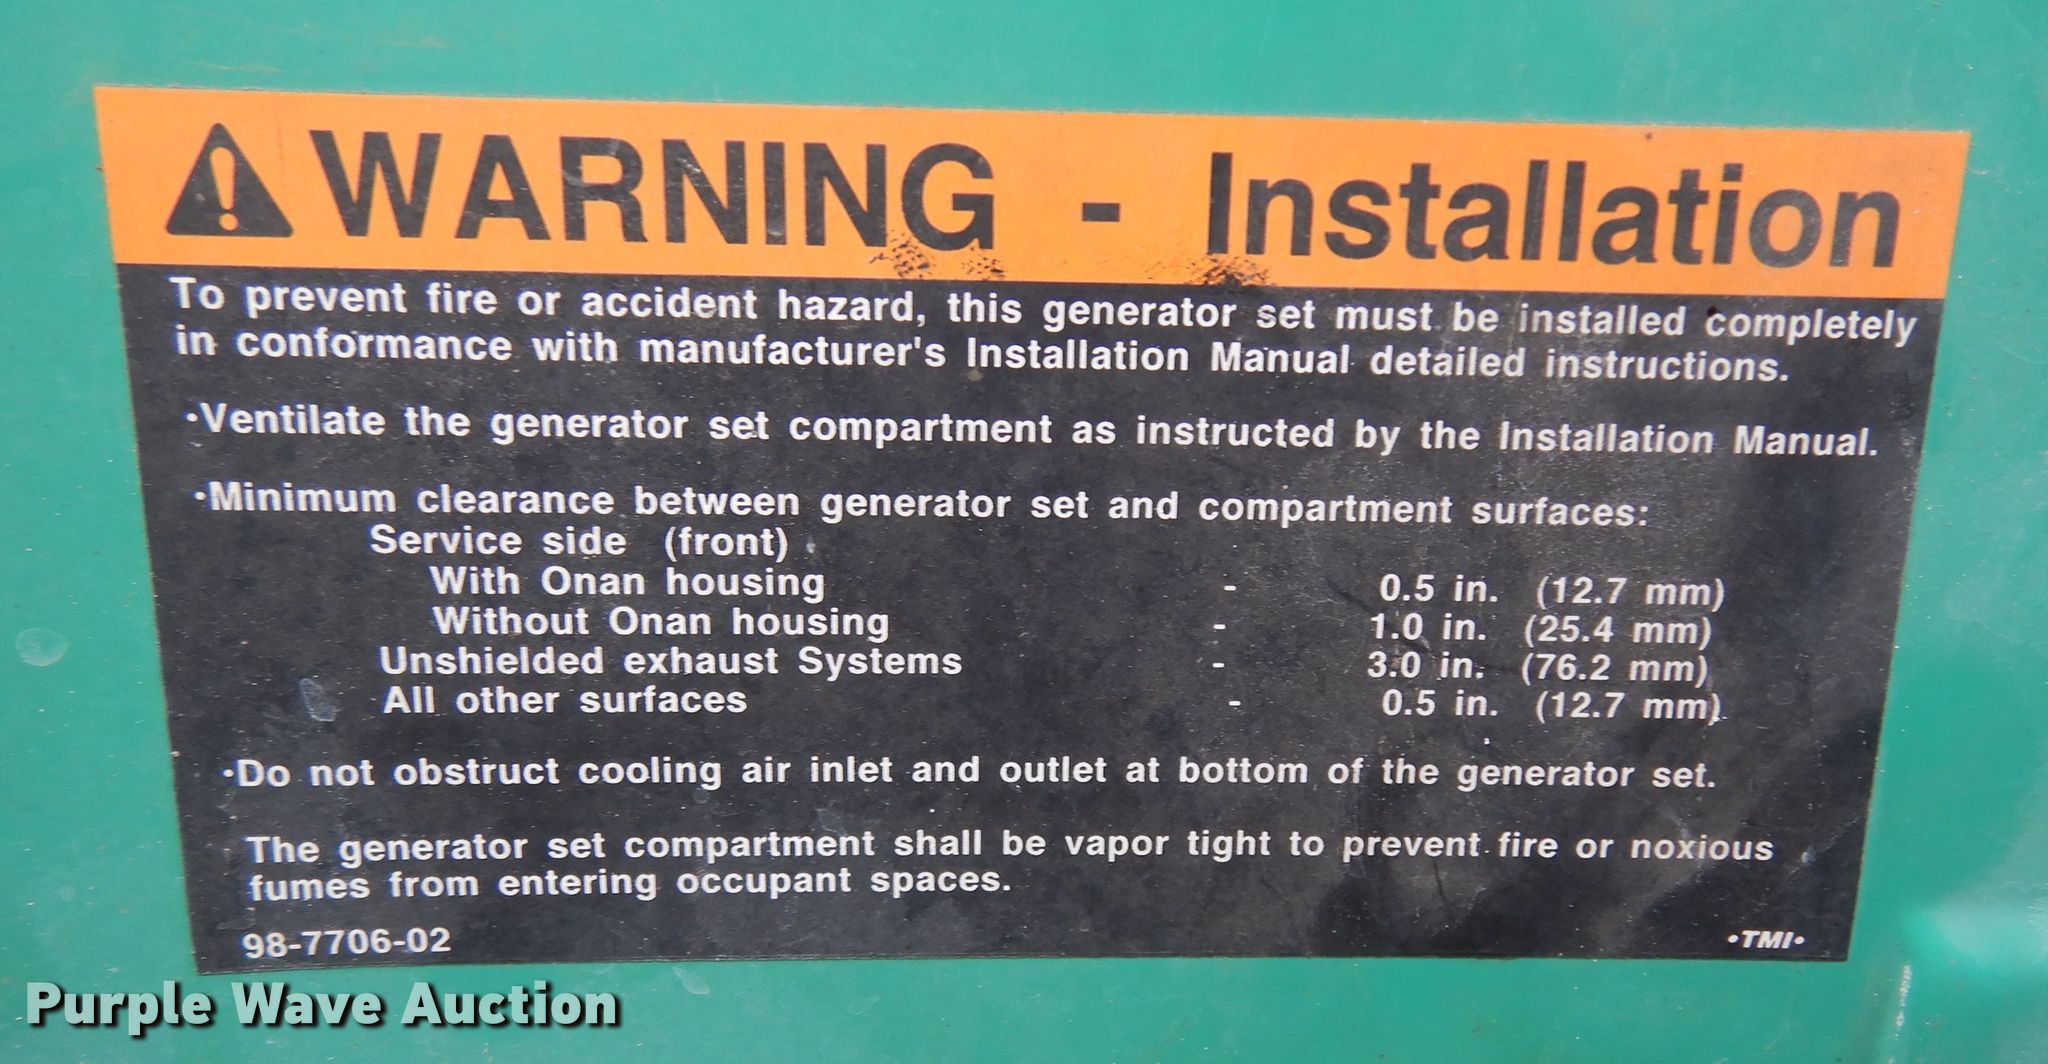 WARNING - Installation
To prevent fire or accident hazard, this generator set must be installed completely
in conformance with manufacturer's Installation Manual detailed instructions.
•Ventilate the generator set compartment as instructed by the Installation Manual.
•Minimum clearance between generator set and compartment surfaces:
Service side (front)
With Onan housing - 0.5 in. (12.7 mm)
Without Onan housing - 1.0 in. (25.4 mm)
Unshielded exhaust Systems - 3.0 in. (76.2 mm)
All other surfaces - 0.5 in. (12.7 mm)
•Do not obstruct cooling air inlet and outlet at bottom of the generator set.
The generator set compartment shall be vapor tight to prevent fire or noxious
fumes from entering occupant spaces.
98-7706-02 •TMI•
Purple Wave Auction